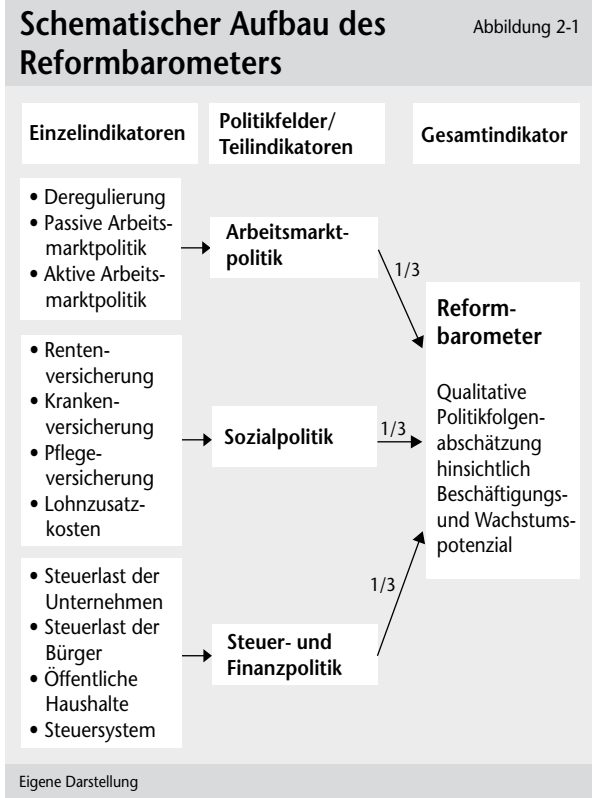 Schematischer Aufbau des
Reformbarometers
Abbildung 2-1
Einzelindikatoren
Politikfelder/
Teilindikatoren
Gesamtindikator
• Deregulierung
• Passive Arbeits-
marktpolitik
• Aktive Arbeits-
marktpolitik
Arbeitsmarkt-
politik
1/3
• Renten-
versicherung
• Kranken-
versicherung
• Pflege-
versicherung
• Lohnzusatz-
kosten
Sozialpolitik
1/3
• Steuerlast der
Unternehmen
• Steuerlast der
Bürger
• Öffentliche
Haushalte
• Steuersystem
Steuer- und
Finanzpolitik
1/3
Reform-
barometer
Qualitative
Politikfolgen-
abschätzung
hinsichtlich
Beschäftigungs-
und Wachstums-
potenzial
Eigene Darstellung